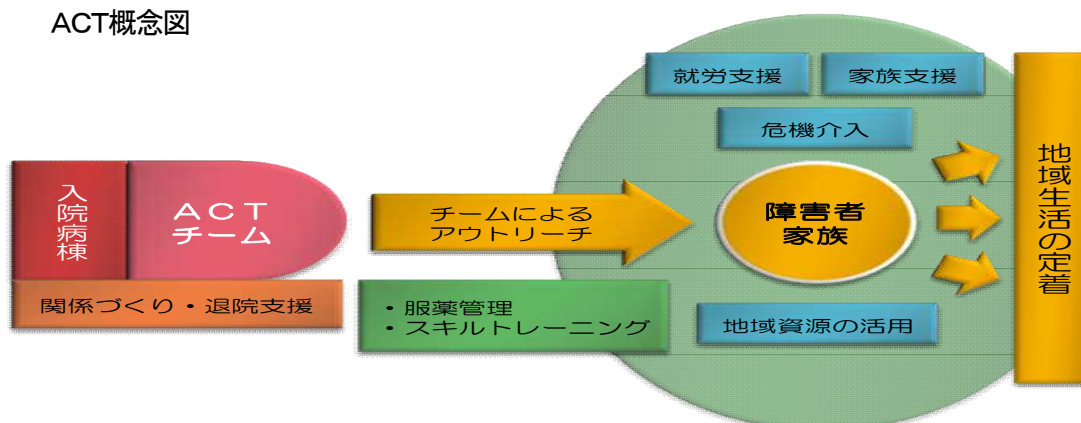 ACT概念図
就労支援
家族支援
危機介入
入院病棟
ACT
チーム
チームによる
アウトリーチ
障害者
家族
地域生活の定着
関係づくり・退院支援
・服薬管理
・スキルトレーニング
地域資源の活用